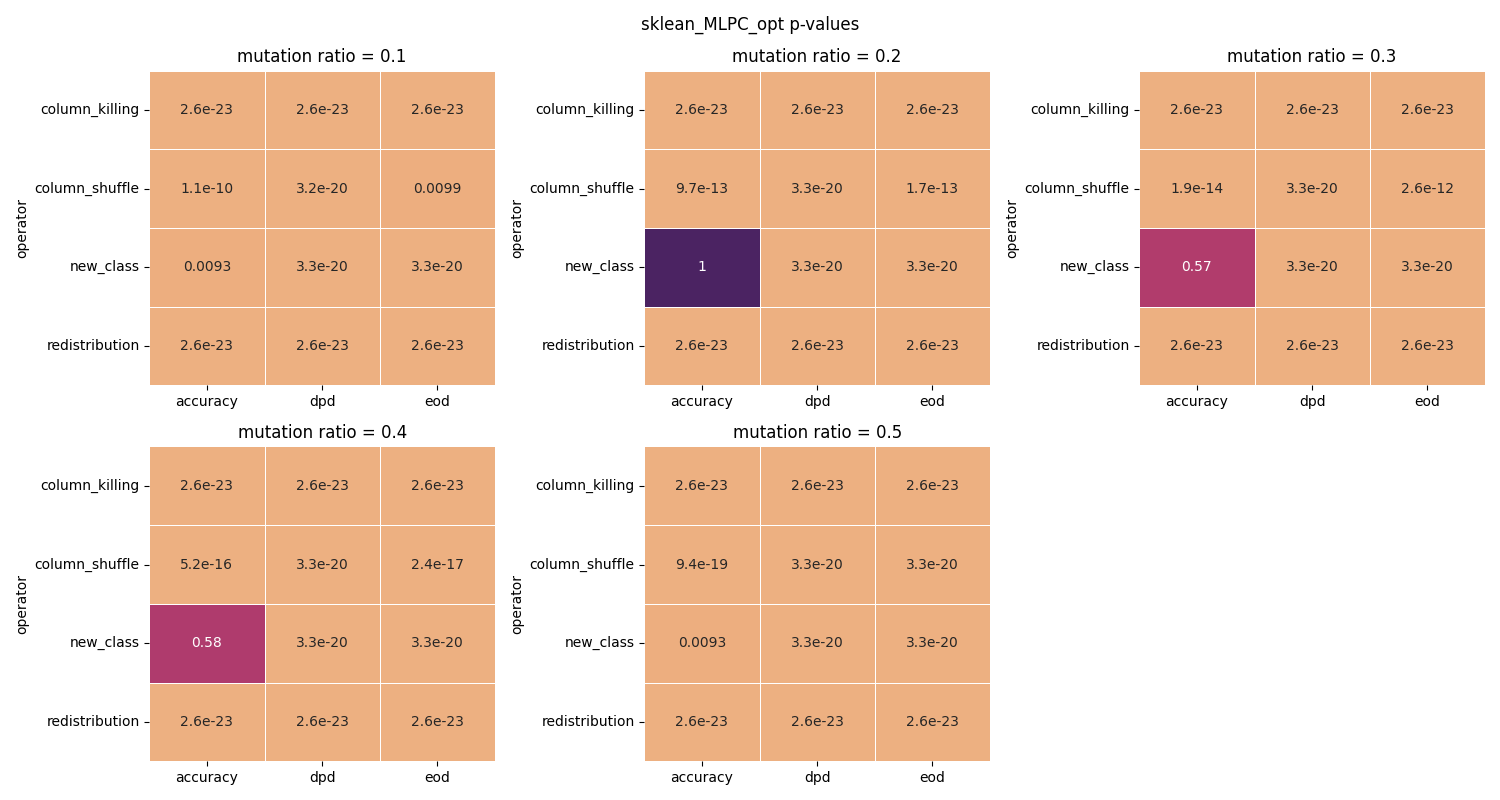 sklean_MLPC_opt p-values
mutation ratio = 0.1
operator
column_killing 2.6e-23 2.6e-23 2.6e-23
column_shuffle 1.1e-10 3.2e-20 0.0099
new_class 0.0093 3.3e-20 3.3e-20
redistribution 2.6e-23 2.6e-23 2.6e-23
accuracy dpd eod
mutation ratio = 0.2
operator
column_killing 2.6e-23 2.6e-23 2.6e-23
column_shuffle 9.7e-13 3.3e-20 1.7e-13
new_class 1 3.3e-20 3.3e-20
redistribution 2.6e-23 2.6e-23 2.6e-23
accuracy dpd eod
mutation ratio = 0.3
operator
column_killing 2.6e-23 2.6e-23 2.6e-23
column_shuffle 1.9e-14 3.3e-20 2.6e-12
new_class 0.57 3.3e-20 3.3e-20
redistribution 2.6e-23 2.6e-23 2.6e-23
accuracy dpd eod
mutation ratio = 0.4
operator
column_killing 2.6e-23 2.6e-23 2.6e-23
column_shuffle 5.2e-16 3.3e-20 2.4e-17
new_class 0.58 3.3e-20 3.3e-20
redistribution 2.6e-23 2.6e-23 2.6e-23
accuracy dpd eod
mutation ratio = 0.5
operator
column_killing 2.6e-23 2.6e-23 2.6e-23
column_shuffle 9.4e-19 3.3e-20 3.3e-20
new_class 0.0093 3.3e-20 3.3e-20
redistribution 2.6e-23 2.6e-23 2.6e-23
accuracy dpd eod